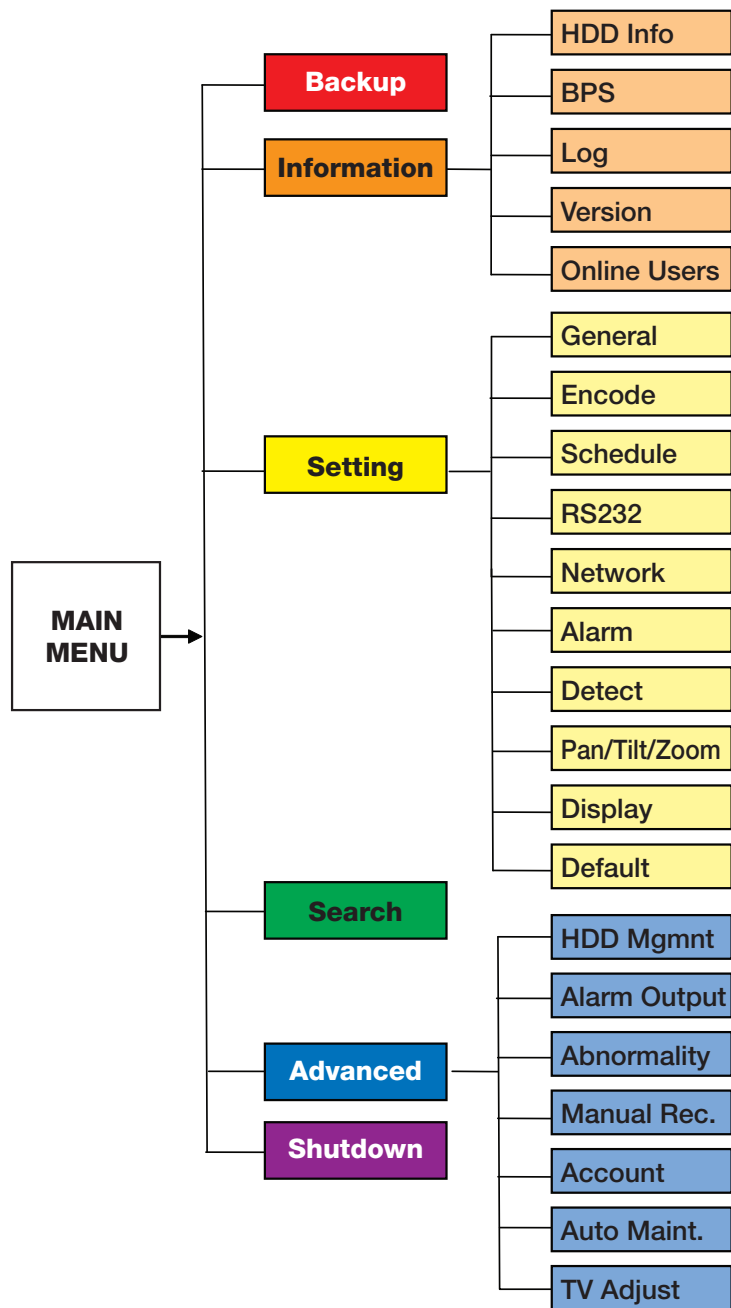 MAIN
MENU
Backup
Information
HDD Info
BPS
Log
Version
Online Users
Setting
General
Encode
Schedule
RS232
Network
Alarm
Detect
Pan/Tilt/Zoom
Display
Default
Search
Advanced
HDD Mgmnt
Alarm Output
Abnormality
Manual Rec.
Account
Auto Maint.
TV Adjust
Shutdown